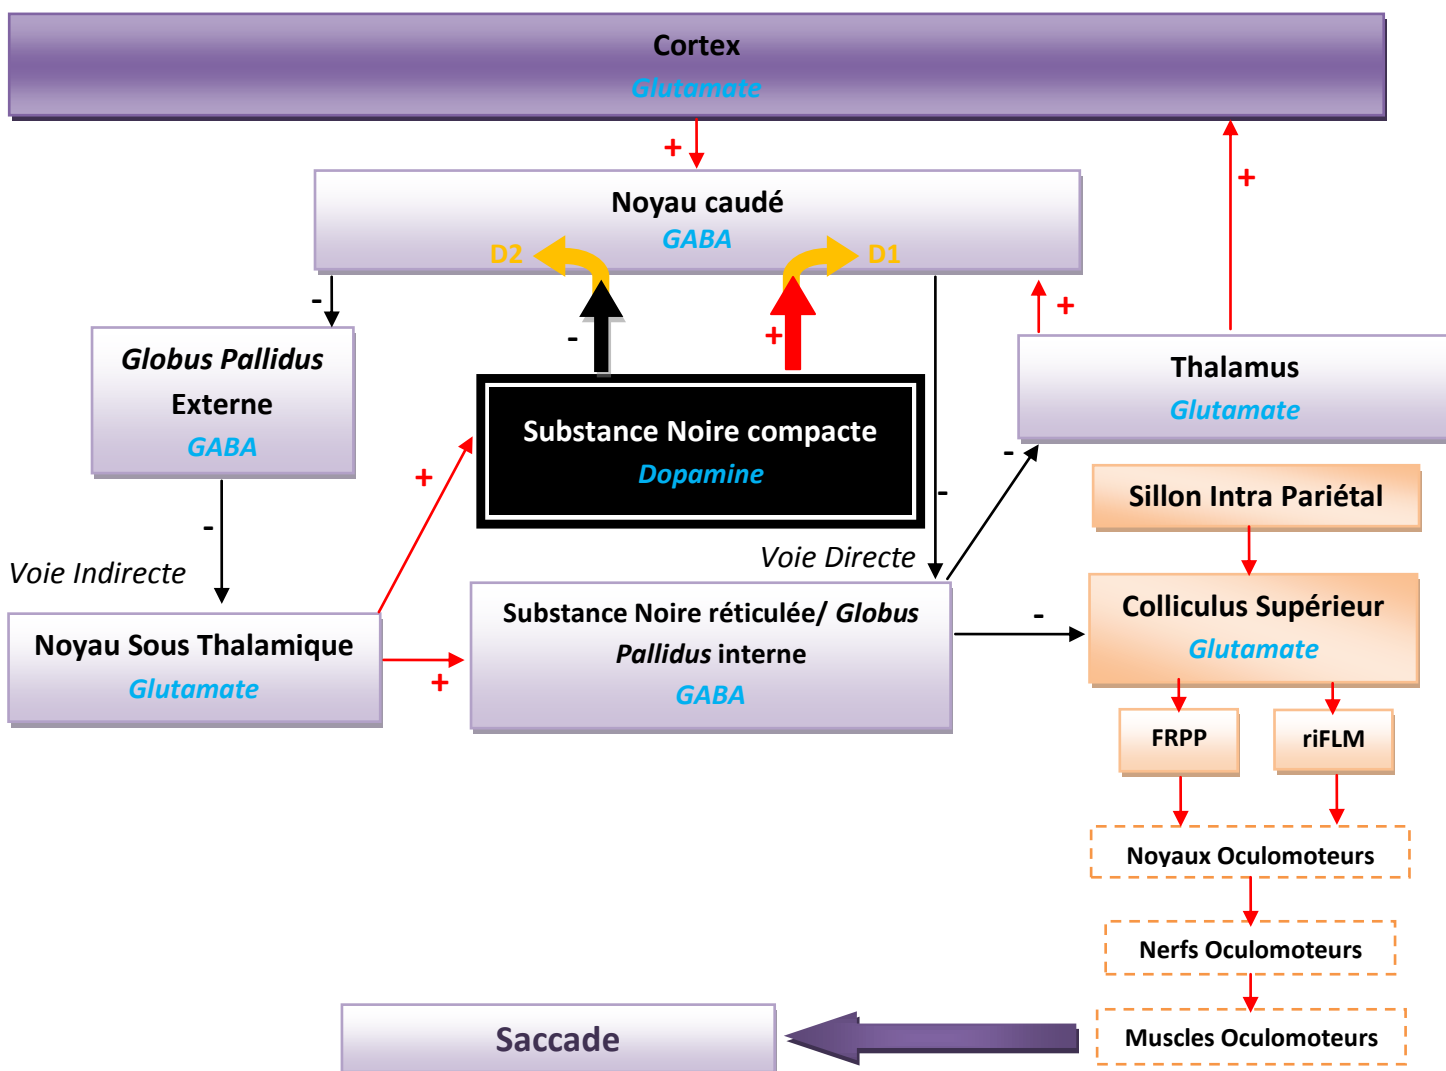 Cortex
Glutamate
+
Noyau caudé
GABA
D2
D1
+
-
-
+
+
Globus Pallidus
Externe
GABA
Thalamus
Glutamate
Substance Noire compacte
Dopamine
+
-
-
-
Sillon Intra Pariétal
Voie Indirecte
Voie Directe
Noyau Sous Thalamique
Glutamate
+
Substance Noire réticulée/ Globus
Pallidus interne
GABA
-
Colliculus Supérieur
Glutamate
FRPP
riFLM
Noyaux Oculomoteurs
Nerfs Oculomoteurs
Muscles Oculomoteurs
Saccade